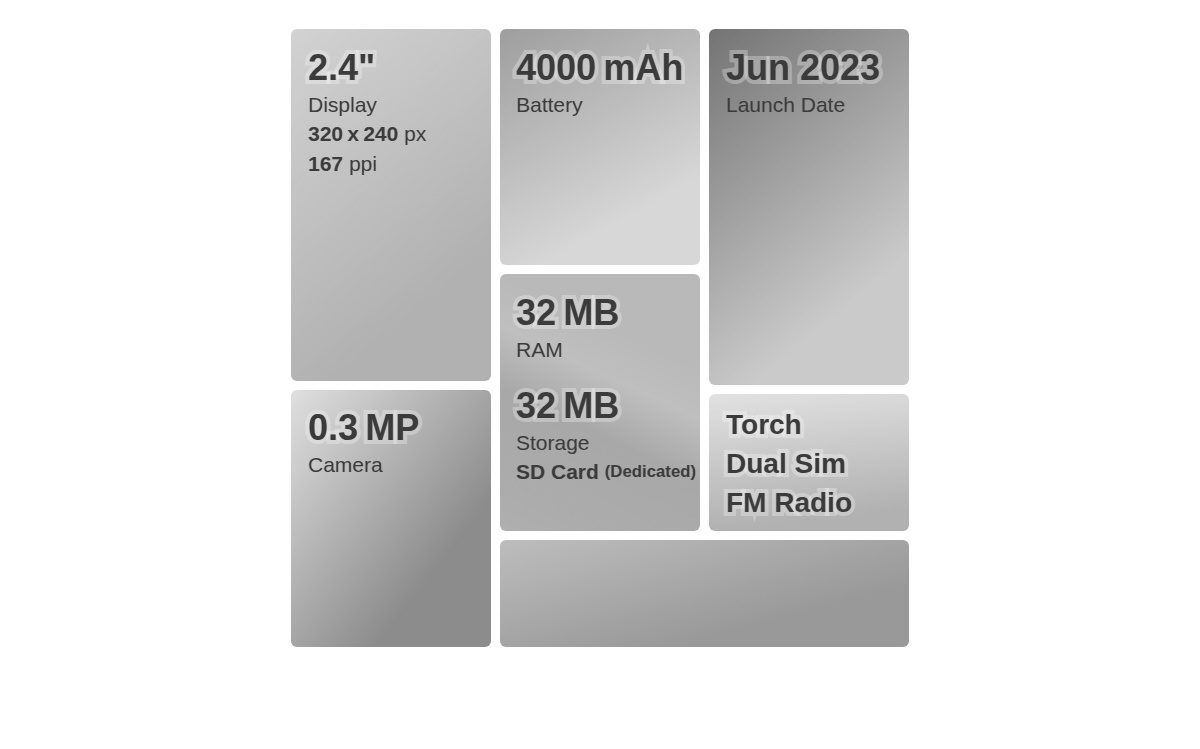 2.4"
Display
320 x 240 px
167 ppi
4000 mAh
Battery
Jun 2023
Launch Date
32 MB
RAM
32 MB
Storage
SD Card (Dedicated)
0.3 MP
Camera
Torch
Dual Sim
FM Radio